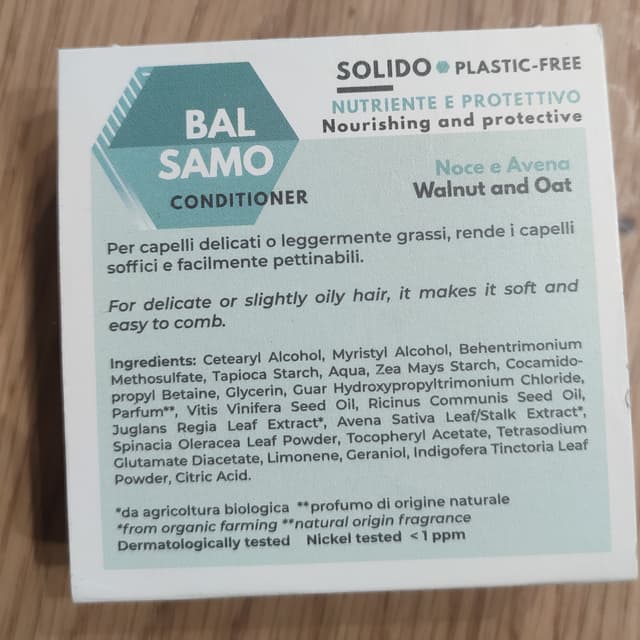 BAL
SAMO
CONDITIONER
SOLIDO PLASTIC-FREE
NUTRIENTE E PROTETTIVO
Nourishing and protective
Noce e Avena
Walnut and Oat
Per capelli delicati o leggermente grassi, rende i capelli
soffici e facilmente pettinabili.
For delicate or slightly oily hair, it makes it soft and
easy to comb.
Ingredients: Cetearyl Alcohol, Myristyl Alcohol, Behentrimonium
Methosulfate, Tapioca Starch, Aqua, Zea Mays Starch, Cocamido-
propyl Betaine, Glycerin, Guar Hydroxypropyltrimonium Chloride,
Parfum**, Vitis Vinifera Seed Oil, Ricinus Communis Seed Oil,
Juglans Regia Leaf Extract*, Avena Sativa Leaf/Stalk Extract*,
Spinacia Oleracea Leaf Powder, Tocopheryl Acetate, Tetrasodium
Glutamate Diacetate, Limonene, Geraniol, Indigofera Tinctoria Leaf
Powder, Citric Acid.
*da agricoltura biologica **profumo di origine naturale
*from organic farming **natural origin fragrance
Dermatologically tested Nickel tested <1 ppm